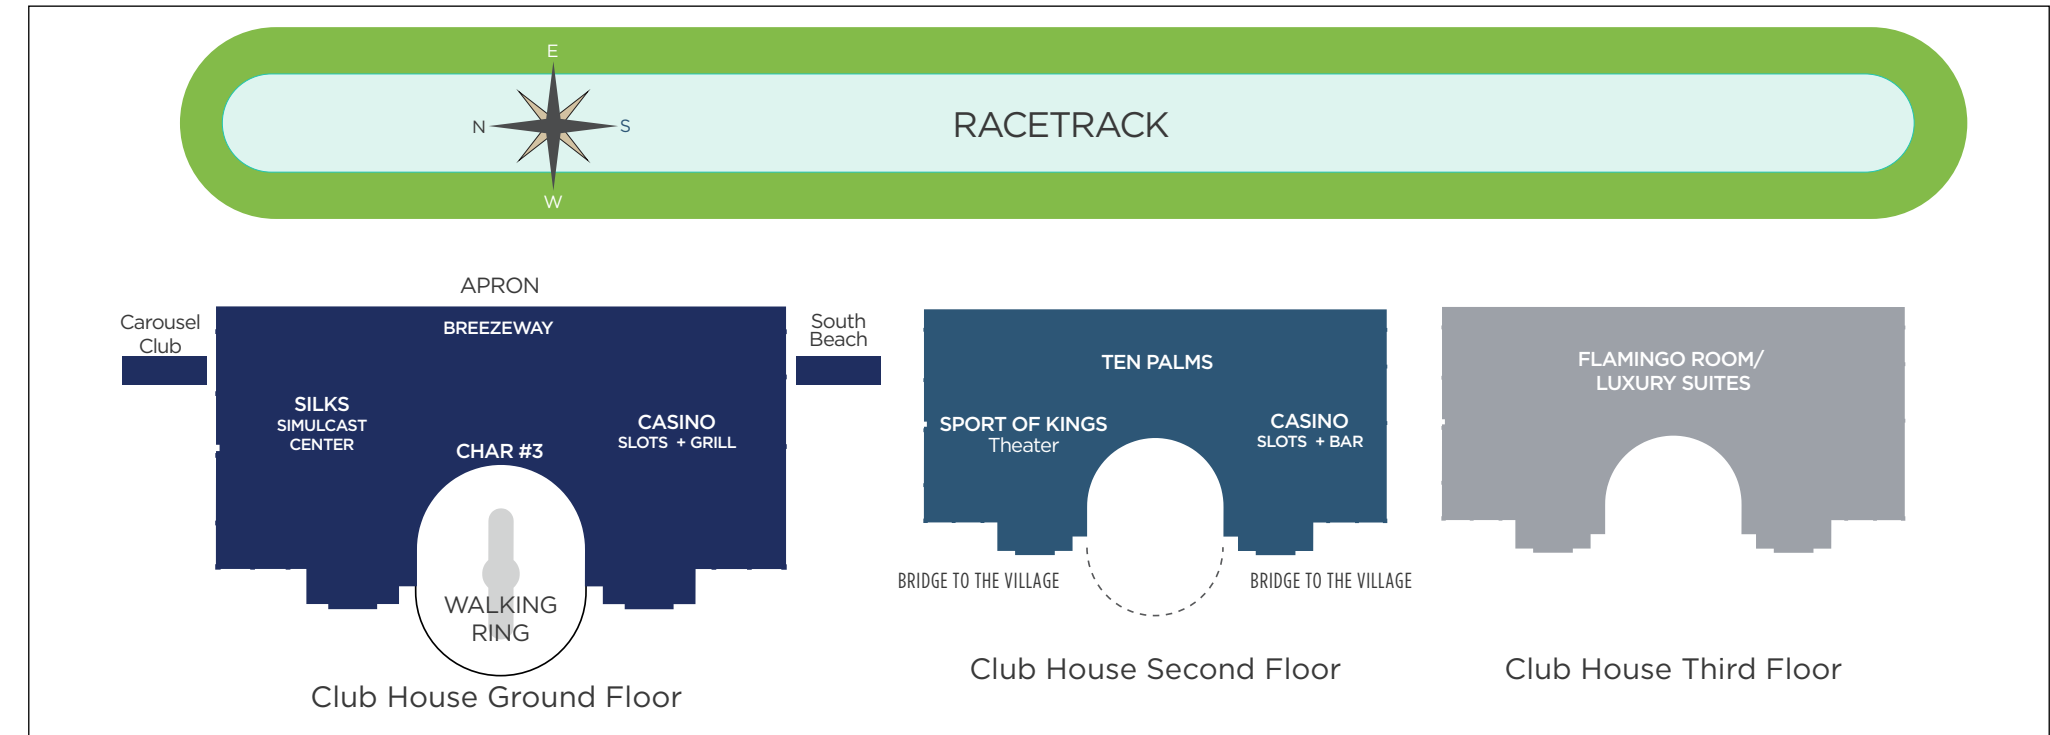 E
N
S
W
RACETRACK
APRON
Carousel
Club
BREEZEWAY
South
Beach
SILKS
SIMULCAST
CENTER
CHAR #3
CASINO
SLOTS + GRILL
WALKING
RING
Club House Ground Floor
TEN PALMS
SPORT OF KINGS
Theater
CASINO
SLOTS + BAR
BRIDGE TO THE VILLAGE
BRIDGE TO THE VILLAGE
Club House Second Floor
FLAMINGO ROOM/
LUXURY SUITES
Club House Third Floor